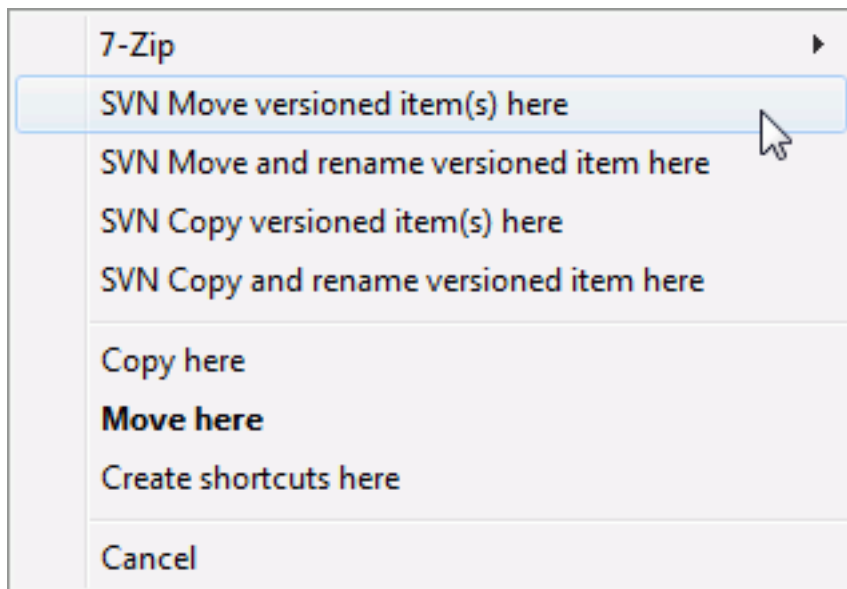 7-Zip
SVN Move versioned item(s) here
SVN Move and rename versioned item here
SVN Copy versioned item(s) here
SVN Copy and rename versioned item here
Copy here
Move here
Create shortcuts here
Cancel